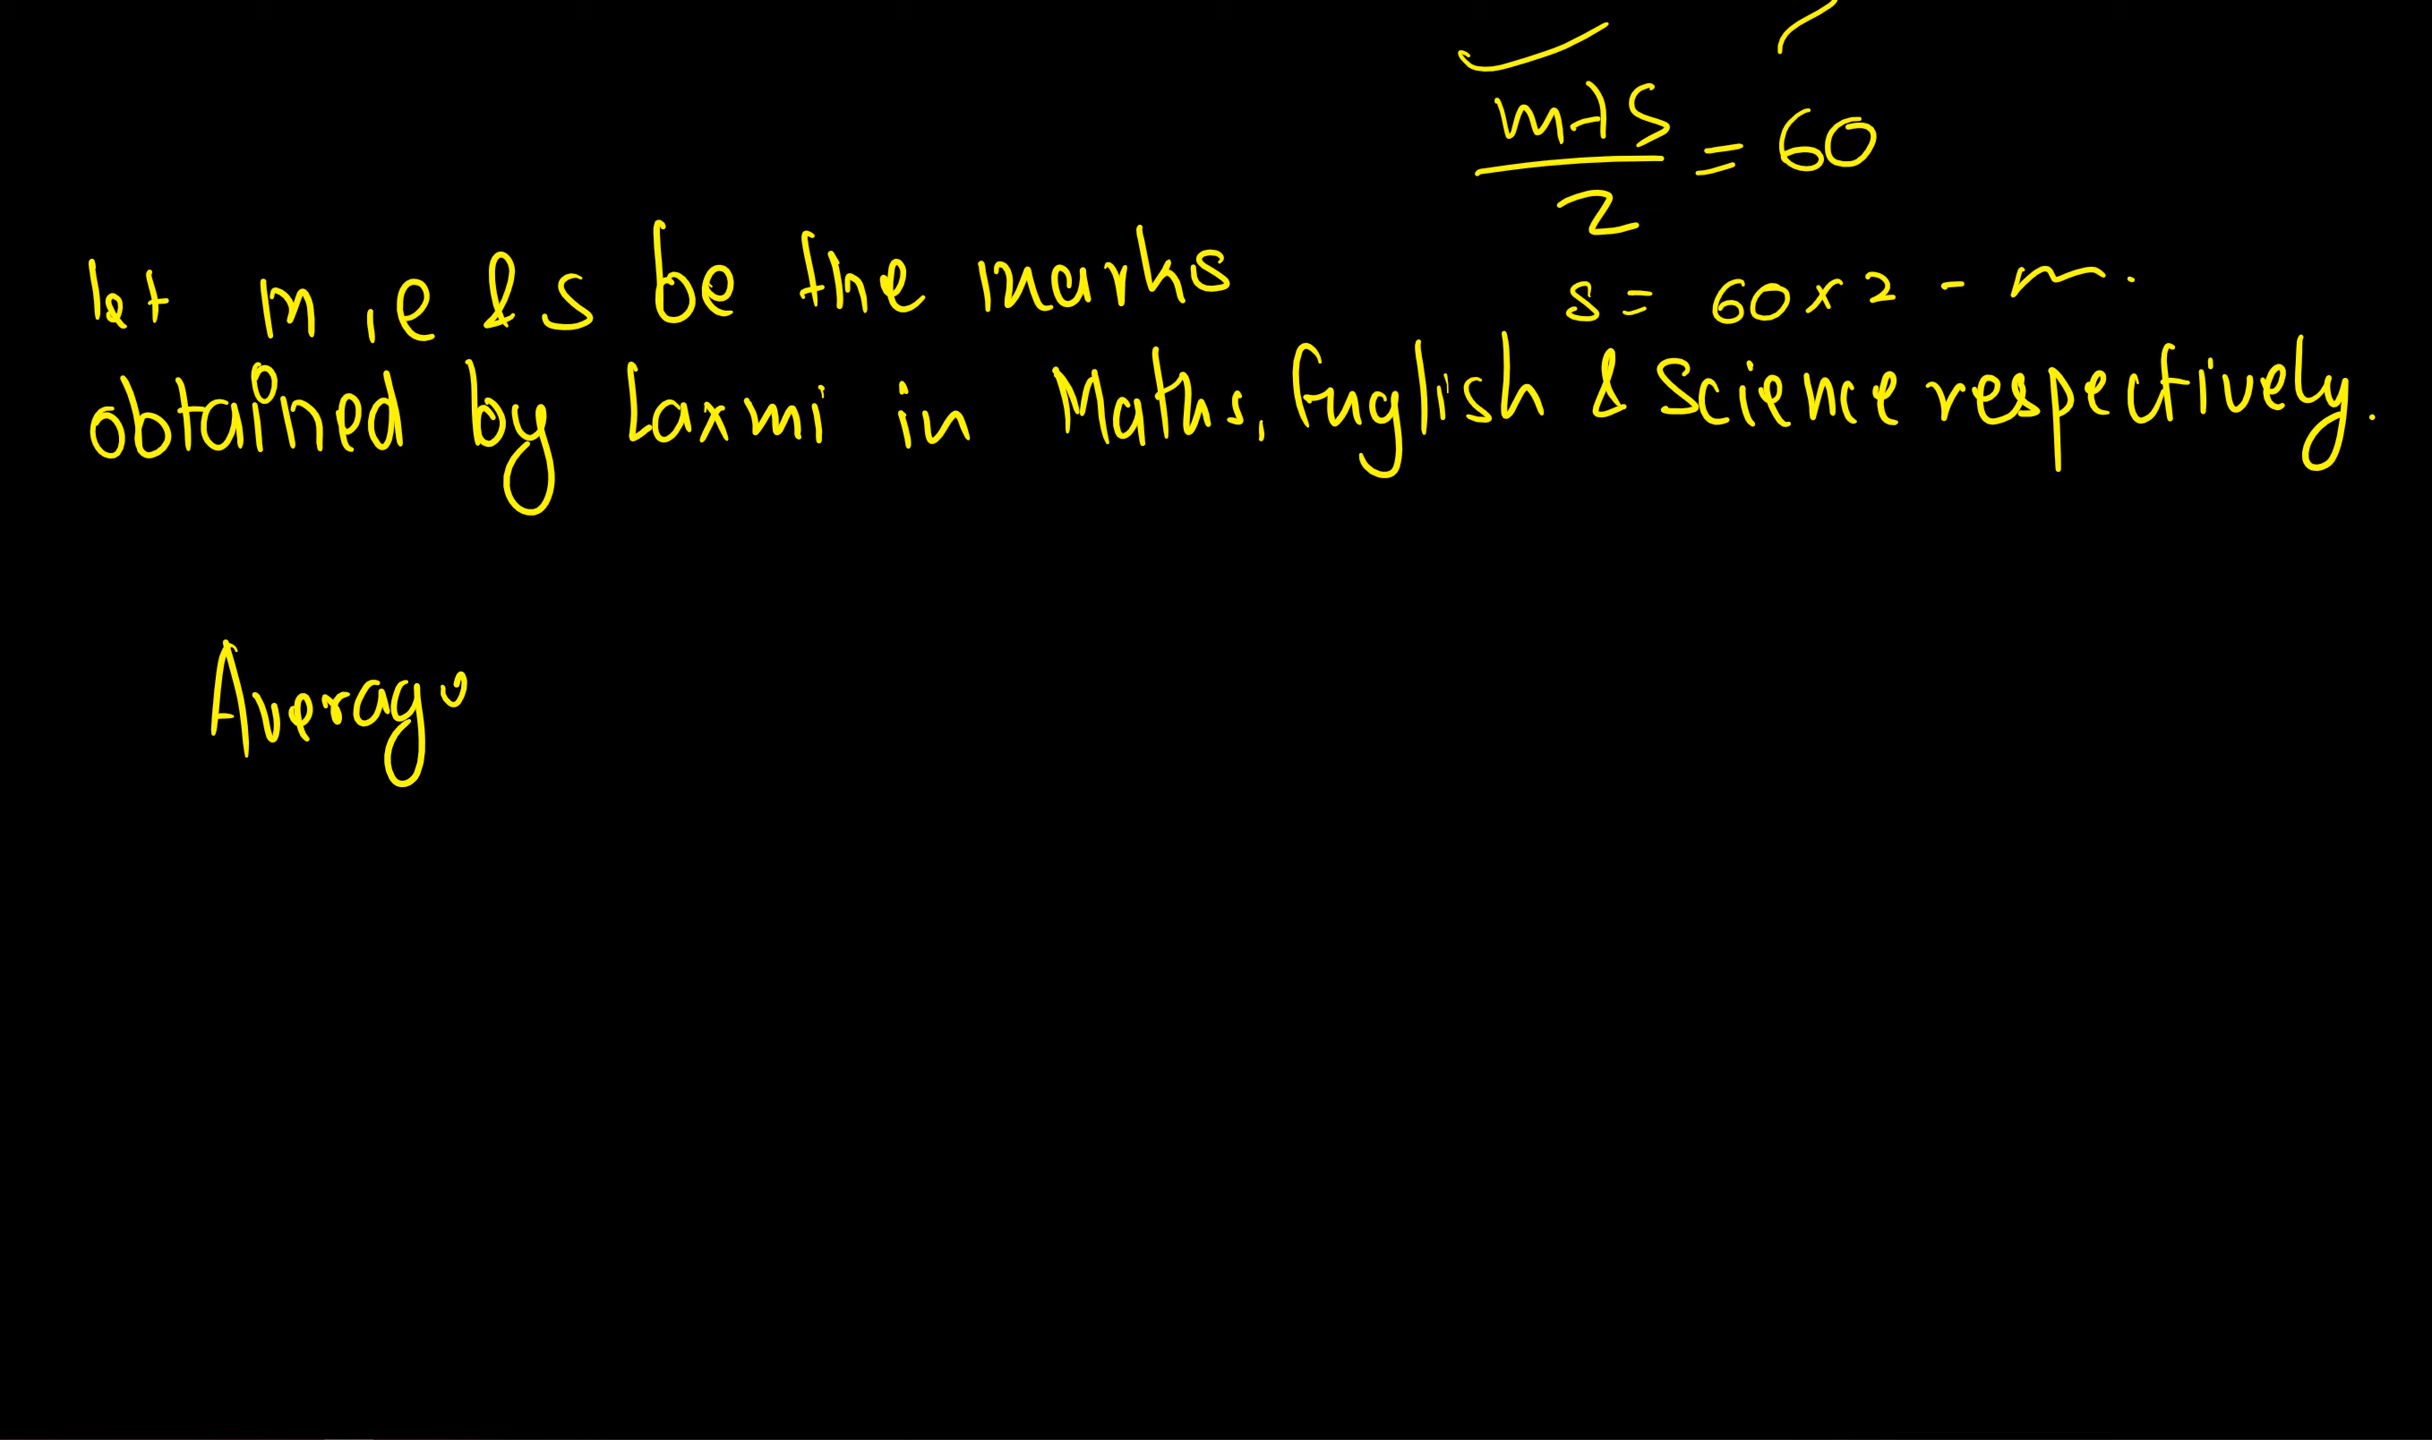 m+s
= 60
2
let m, e & s be the marks
s = 60 x 2 - m.
obtained by Laxmi in Maths, English & Science respectively.
Average